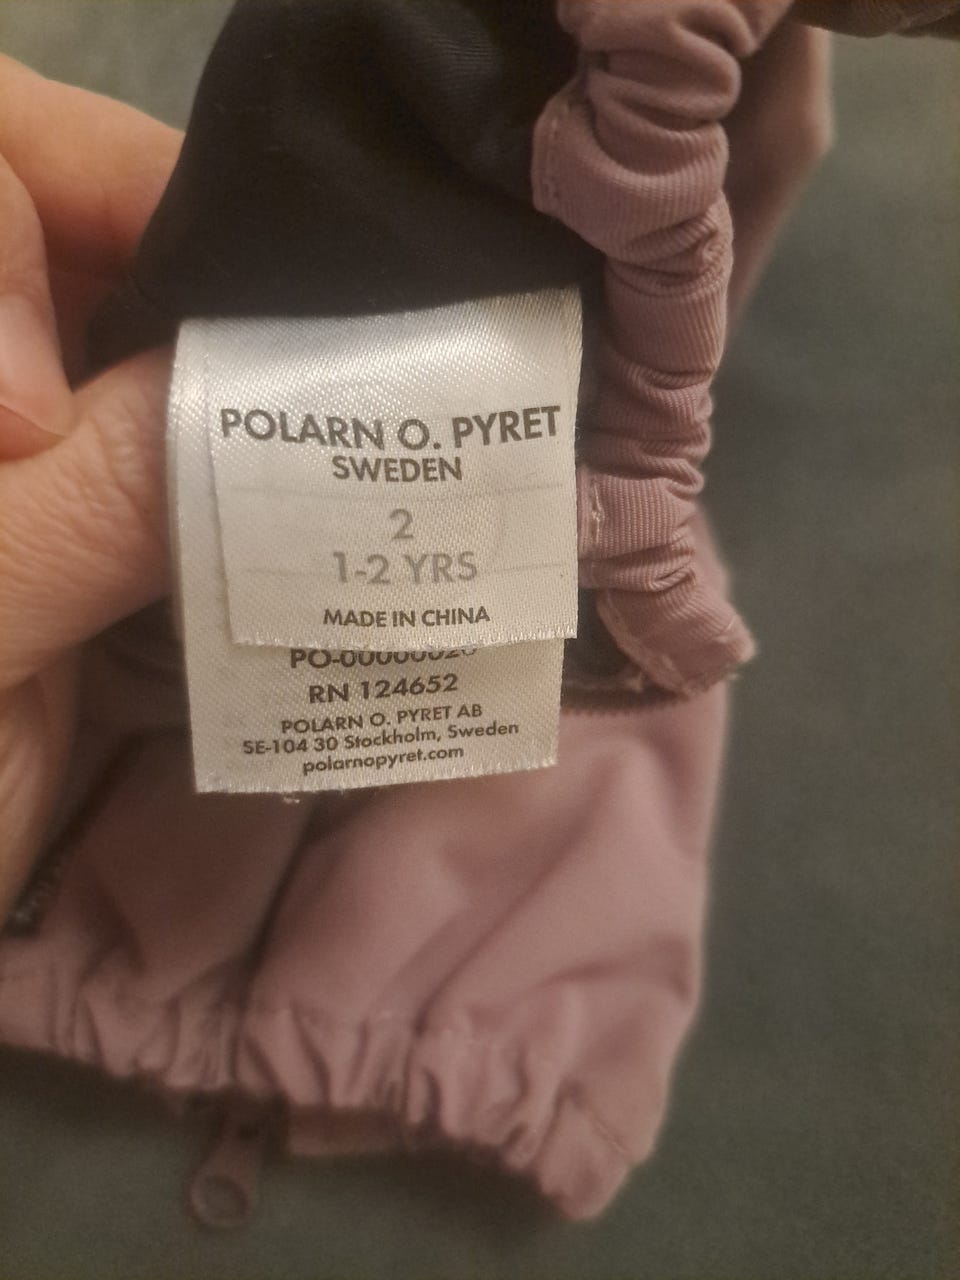 POLARN O. PYRET
SWEDEN
2
1-2 YRS
MADE IN CHINA
RN 124652
POLARN O. PYRET AB
SE-104 30 Stockholm, Sweden
polarnopyret.com